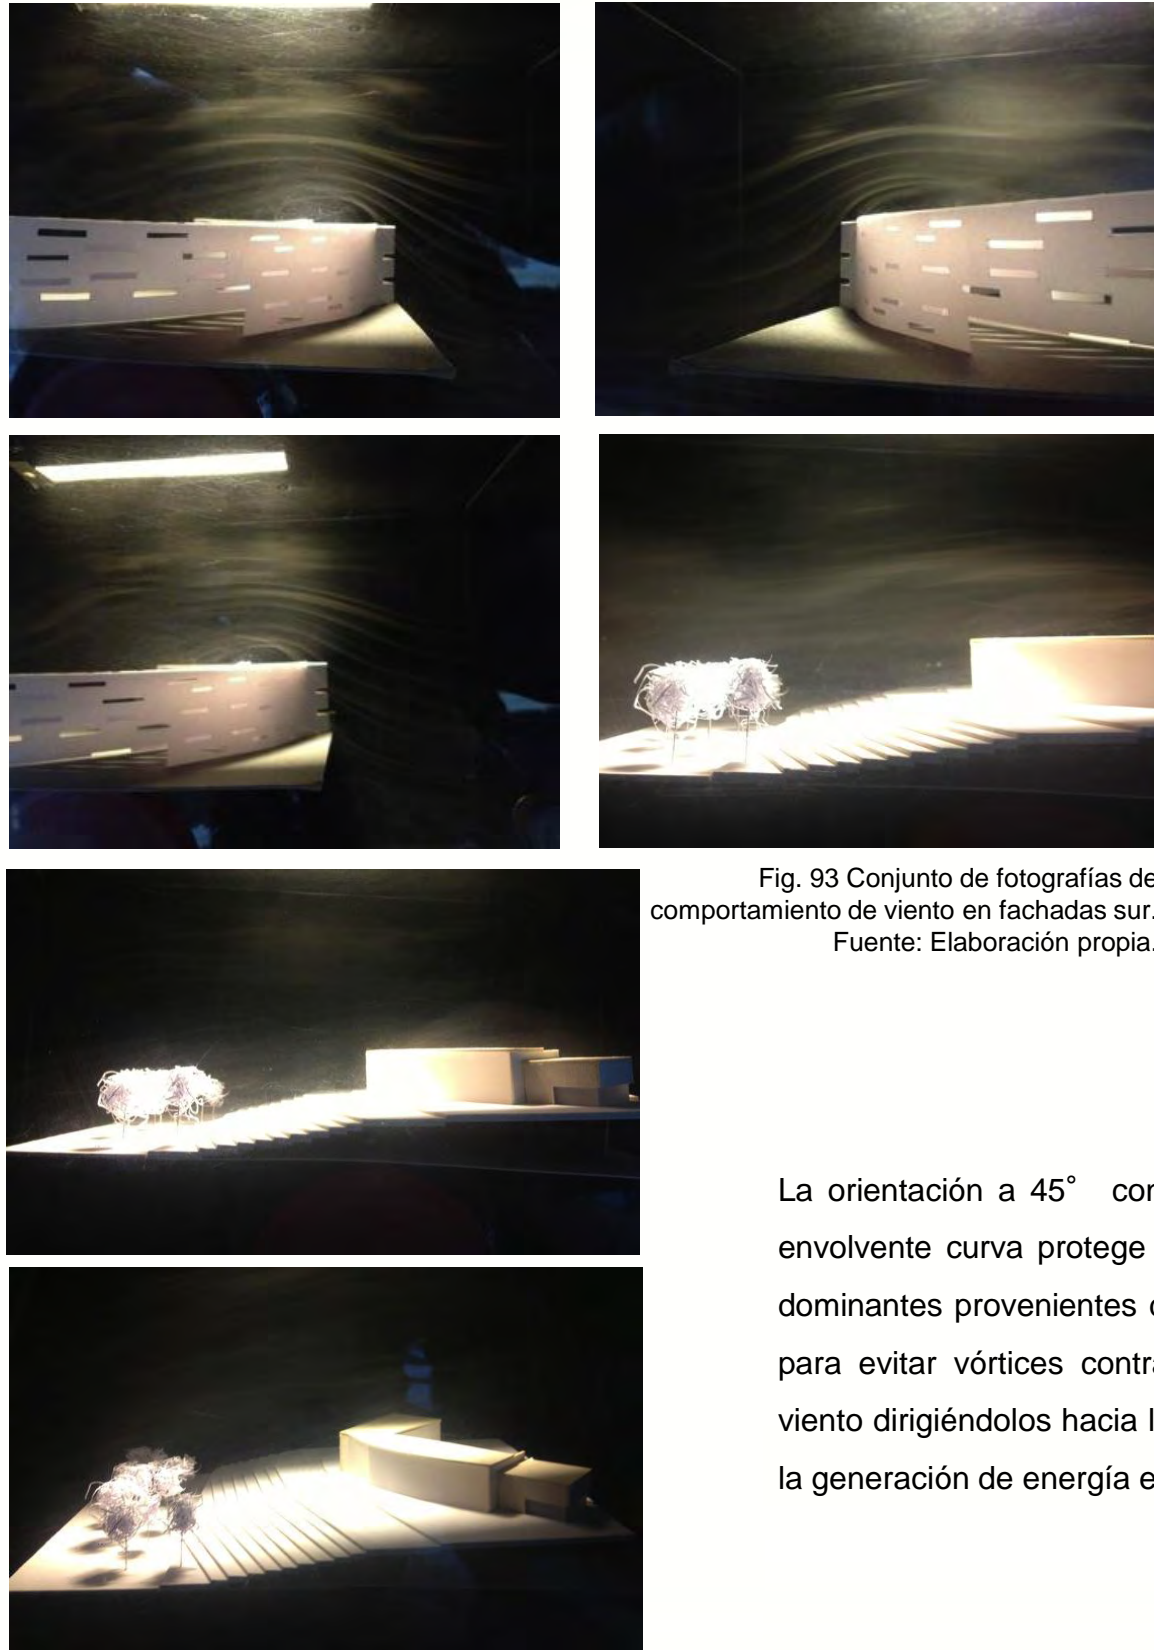 Fig. 93 Conjunto de fotografías de
comportamiento de viento en fachadas sur.
Fuente: Elaboración propia.
La orientación a 45° con
envolvente curva protege
dominantes provenientes
para evitar vórtices
viento dirigiéndolos hacia
la generación de energía